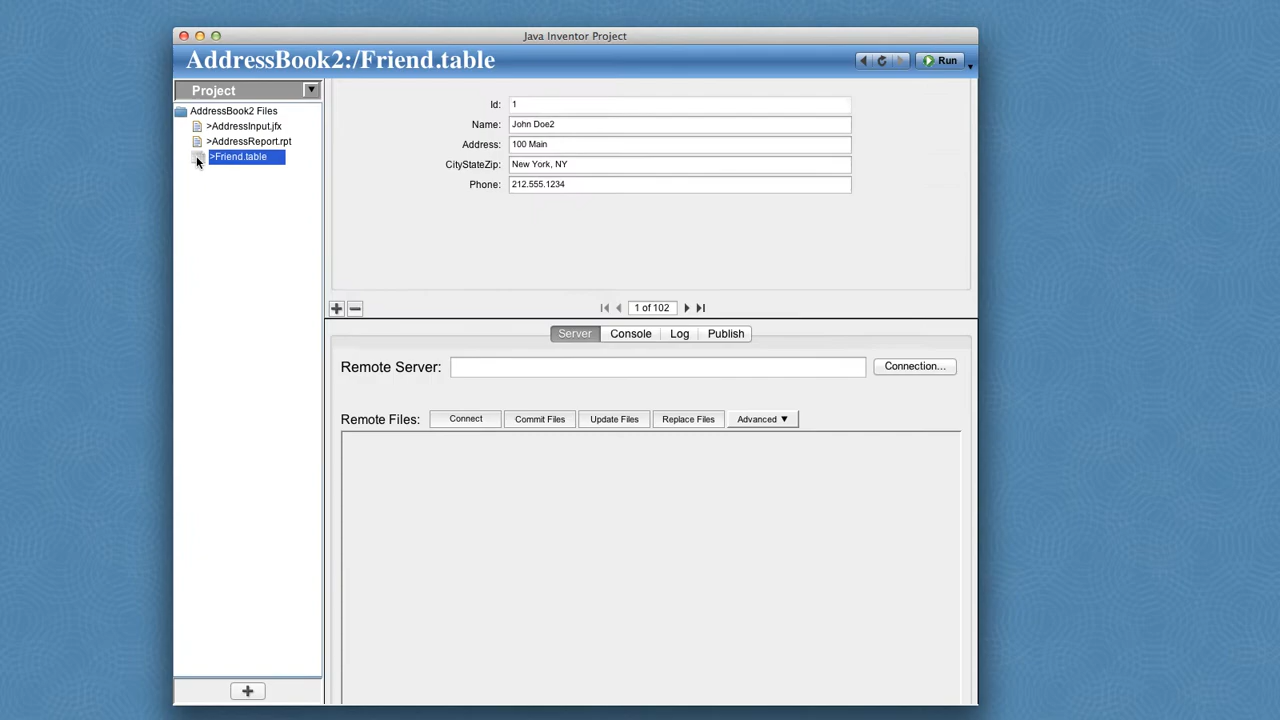 Java Inventor Project
AddressBook2:/Friend.table
Run
Project
AddressBook2 Files
>AddressInput.jfx
>AddressReport.rpt
>Friend.table
Id: 1
Name: John Doe2
Address: 100 Main
CityStateZip: New York, NY
Phone: 212.555.1234
1 of 102
Server Console Log Publish
Remote Server: Connection...
Remote Files: Connect Commit Files Update Files Replace Files Advanced ▼